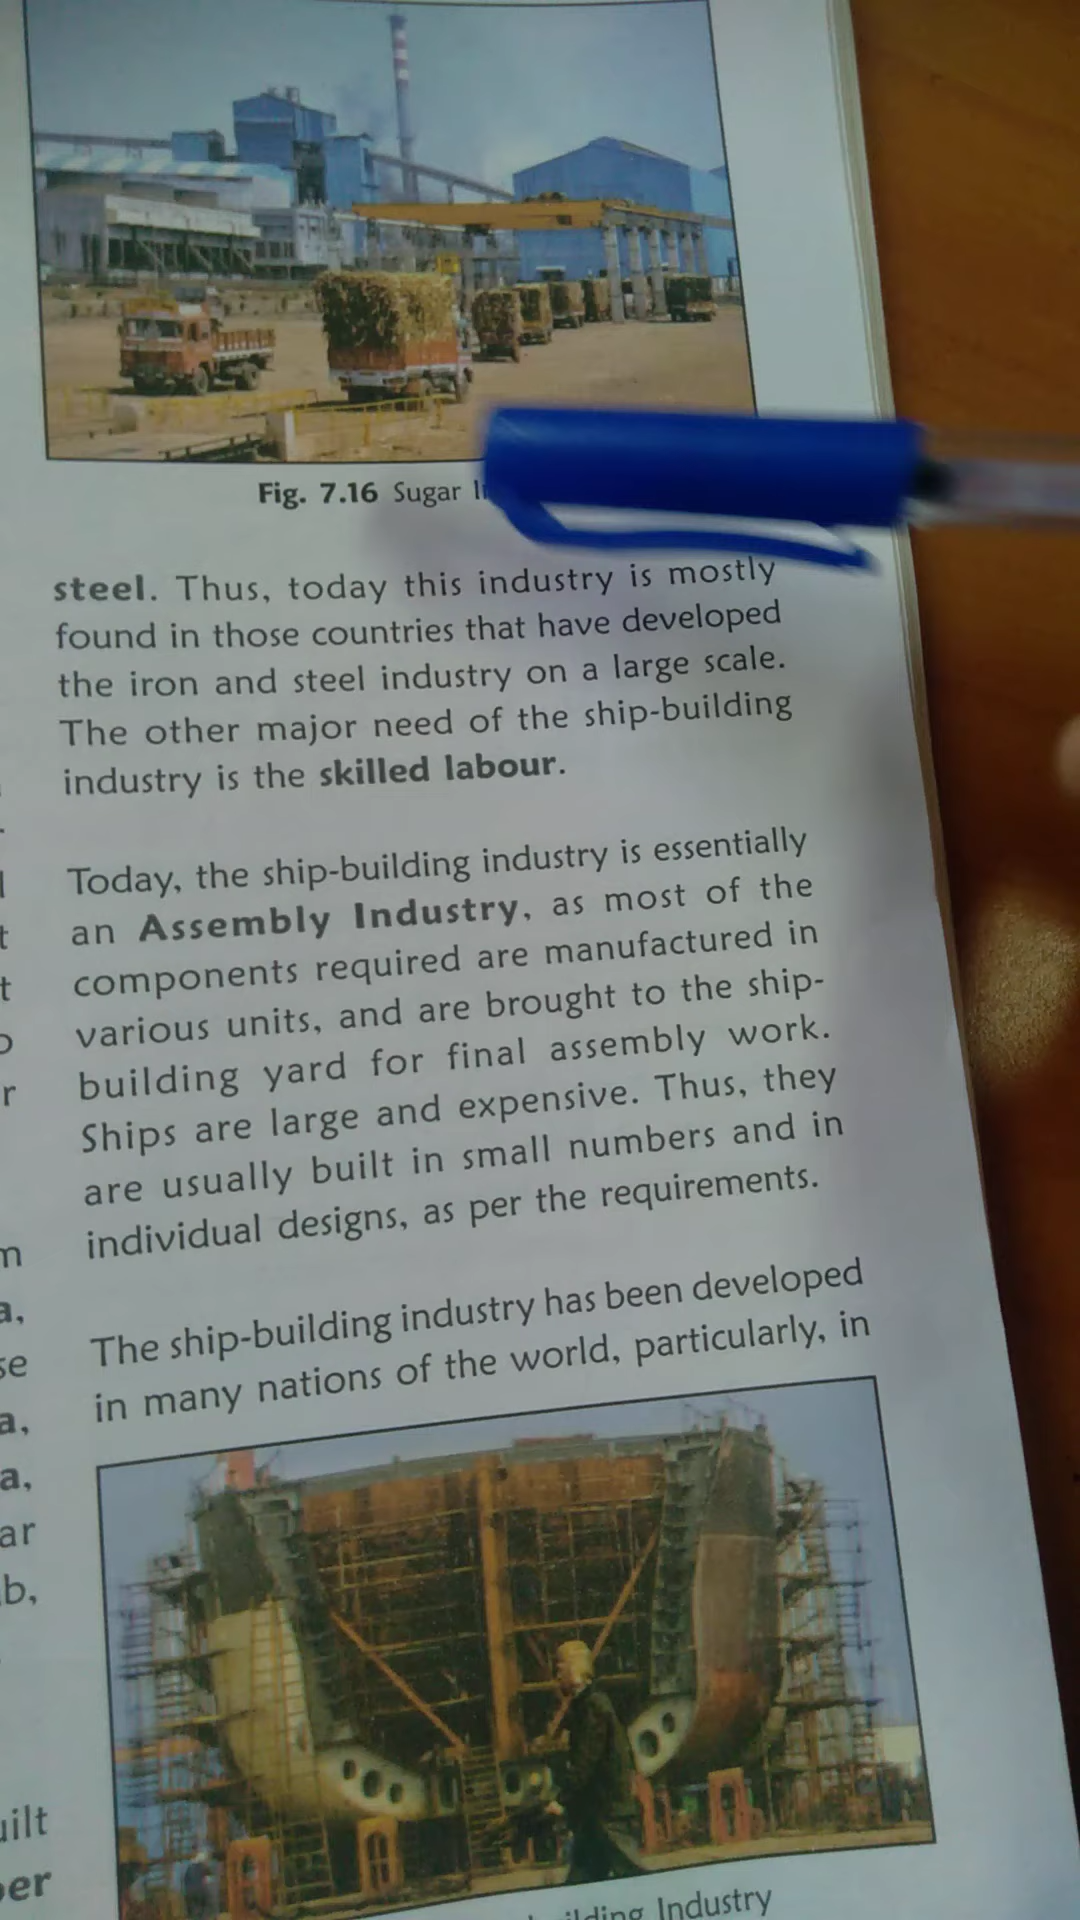 Fig. 7.16 Sugar
steel. Thus, today this industry is mostly
found in those countries that have developed
the iron and steel industry on a large scale.
The other major need of the ship-building
industry is the skilled labour.
Today, the ship-building industry is essentially
an Assembly Industry, as most of the
components required are manufactured in
various units, and are brought to the ship-
building yard for final assembly work.
Ships are large and expensive. Thus, they
are usually built in small numbers and in
individual designs, as per the requirements.
The ship-building industry has been developed
in many nations of the world, particularly, in
Industry